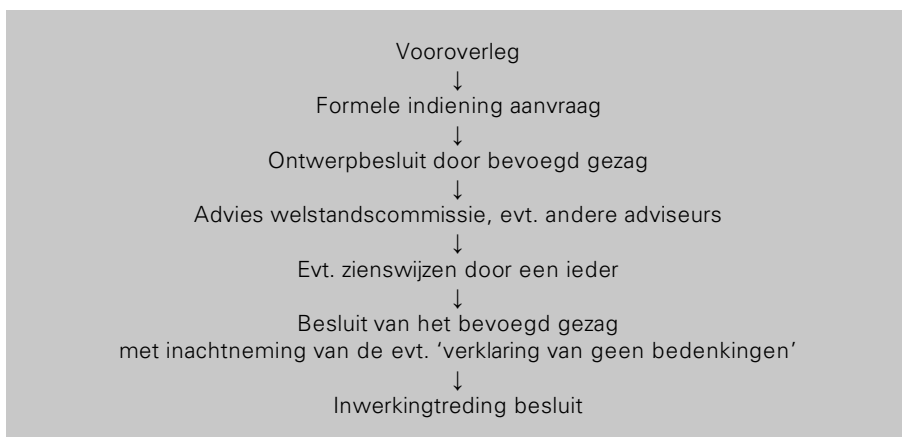 Vooroverleg
↓
Formele indiening aanvraag
↓
Ontwerpbesluit door bevoegd gezag
↓
Advies welstandscommissie, evt. andere adviseurs
↓
Evt. zienswijzen door een ieder
↓
Besluit van het bevoegd gezag
met inachtneming van de evt. ‘verklaring van geen bedenkingen’
↓
Inwerkingtreding besluit